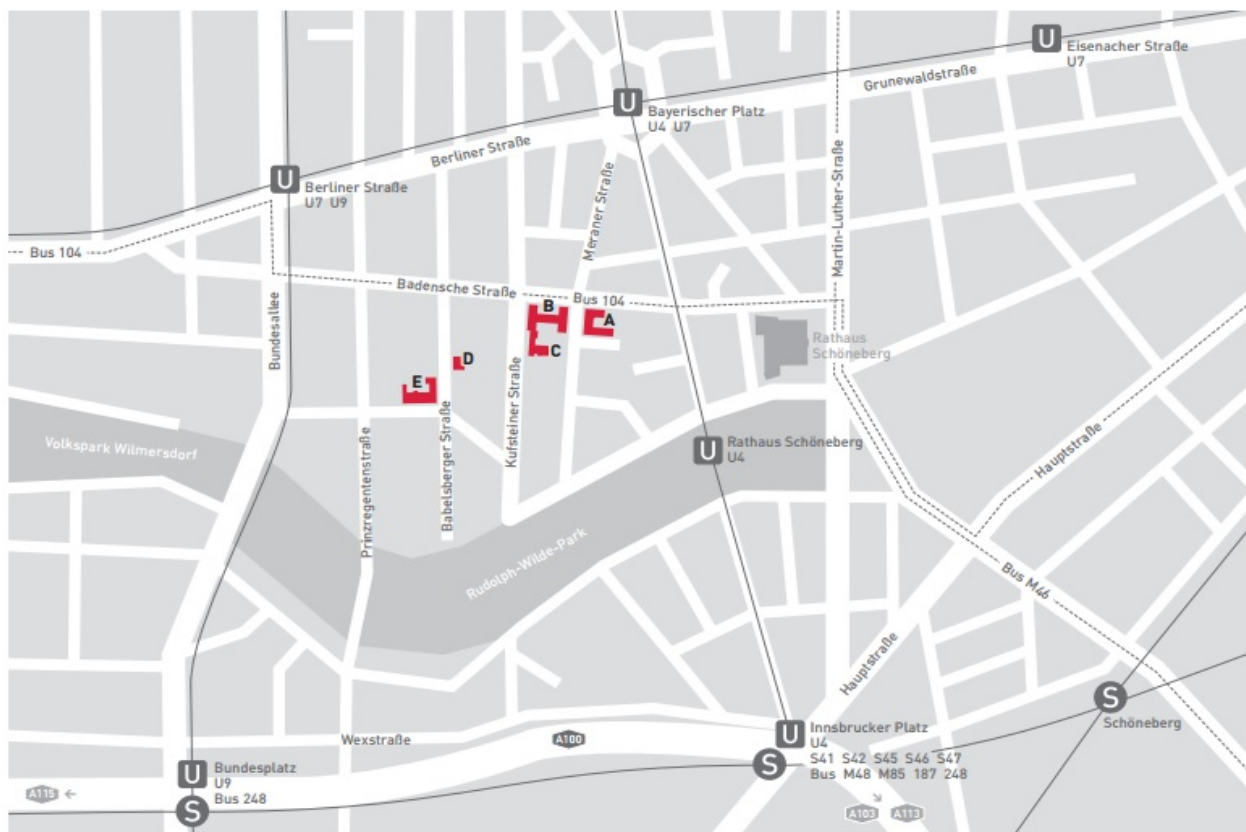 U
Eisenacher Straße
U7
Grunewaldstraße
U
Bayerischer Platz
U4 U7
Berliner Straße
U
Berliner Straße
U7 U9
Meraner Straße
Martin-Luther-Straße
Bus 104
Badensche Straße
Bus 104
B
A
C
D
E
Rathaus
Schöneberg
Bundesallee
Kufsteiner Straße
Volkspark Wilmersdorf
Prinzregentenstraße
Babelsberger Straße
U
Rathaus Schöneberg
U4
Hauptstraße
Rudolph-Wilde-Park
Bus M46
Hauptstraße
S
Schöneberg
Wexstraße
A100
U
Innsbrucker Platz
U4
S
S41 S42 S45 S46 S47
Bus M48 M85 187 248
U
Bundesplatz
U9
S
Bus 248
A115 ←
↘
A103 A113